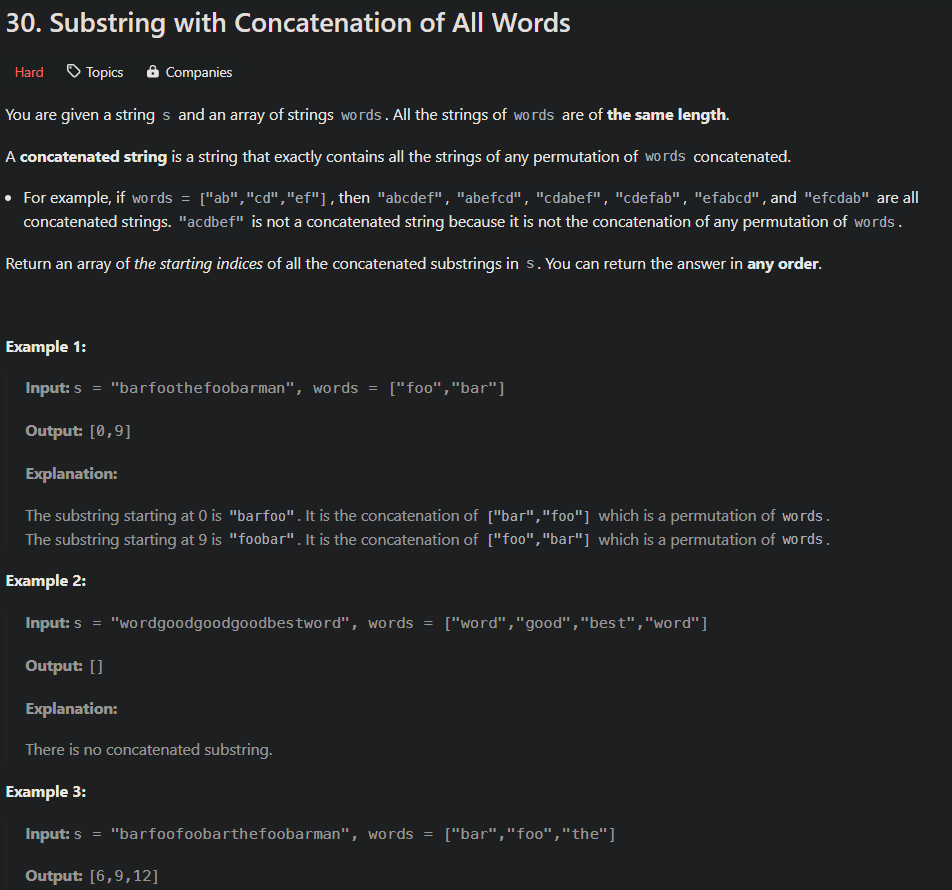 30. Substring with Concatenation of All Words
Hard Topics Companies
You are given a string s and an array of strings words. All the strings of words are of the same length.
A concatenated string is a string that exactly contains all the strings of any permutation of words concatenated.
• For example, if words = ["ab","cd","ef"], then "abcdef", "abefcd", "cdabef", "cdefab", "efabcd", and "efcdab" are all
concatenated strings. "acdbef" is not a concatenated string because it is not the concatenation of any permutation of words.
Return an array of the starting indices of all the concatenated substrings in s. You can return the answer in any order.
Example 1:
Input: s = "barfoothefoobarman", words = ["foo","bar"]
Output: [0,9]
Explanation:
The substring starting at 0 is "barfoo". It is the concatenation of ["bar","foo"] which is a permutation of words.
The substring starting at 9 is "foobar". It is the concatenation of ["foo","bar"] which is a permutation of words.
Example 2:
Input: s = "wordgoodgoodgoodbestword", words = ["word","good","best","word"]
Output: []
Explanation:
There is no concatenated substring.
Example 3:
Input: s = "barfoofoobarthefoobarman", words = ["bar","foo","the"]
Output: [6,9,12]